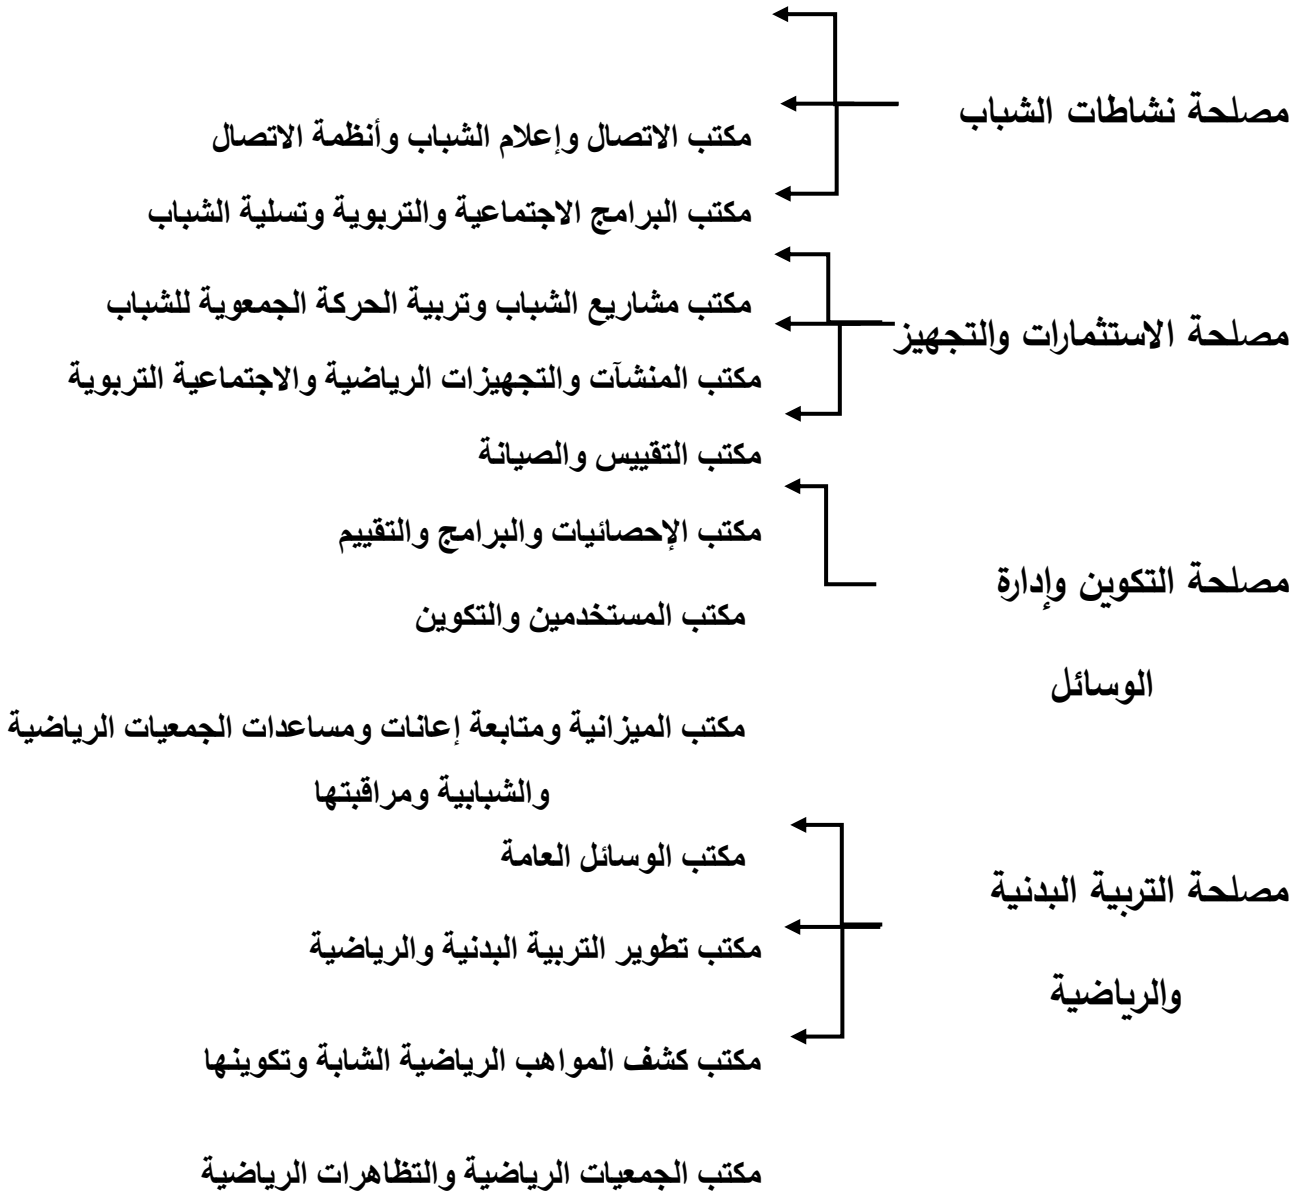 مصلحة نشاطات الشباب
مكتب الاتصال وإعلام الشباب وأنظمة الاتصال
مكتب البرامج الاجتماعية والتربوية وتسلية الشباب
مكتب مشاريع الشباب وتربية الحركة الجمعوية للشباب
مصلحة الاستثمارات والتجهيز
مكتب المنشآت والتجهيزات الرياضية والاجتماعية التربوية
مكتب التقييس والصيانة
مكتب الإحصائيات والبرامج والتقييم
مصلحة التكوين وإدارة
الوسائل
مكتب المستخدمين والتكوين
مكتب الميزانية ومتابعة إعانات ومساعدات الجمعيات الرياضية
والشبابية ومراقبتها
مكتب الوسائل العامة
مصلحة التربية البدنية
والرياضية
مكتب تطوير التربية البدنية والرياضية
مكتب كشف المواهب الرياضية الشابة وتكوينها
مكتب الجمعيات الرياضية والتظاهرات الرياضية